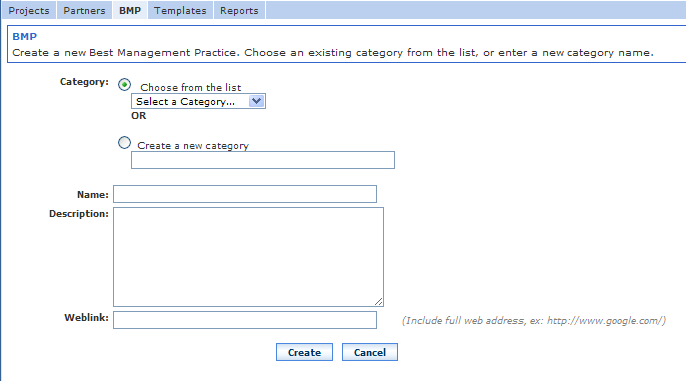 Projects Partners BMP Templates Reports
BMP
Create a new Best Management Practice. Choose an existing category from the list, or enter a new category name.
Category: Choose from the list
Select a Category...
OR
Create a new category
Name:
Description:
Weblink: (Include full web address, ex: http://www.google.com/)
Create Cancel